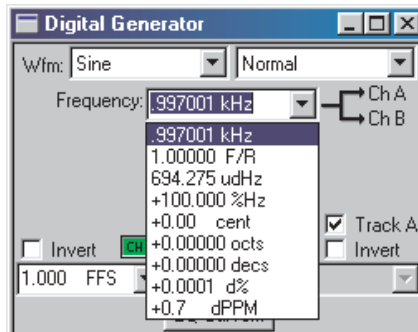 Digital Generator
Wfm: Sine Normal
Frequency: .997001 kHz Ch A
Ch B
.997001 kHz
1.00000 F/R
694.275 udHz
+100.000 %Hz
+0.00 cent
+0.00000 octs Track A
+0.00000 decs Invert
Invert CH
+0.0001 d%
1.000 FFS
+0.7 dPPM